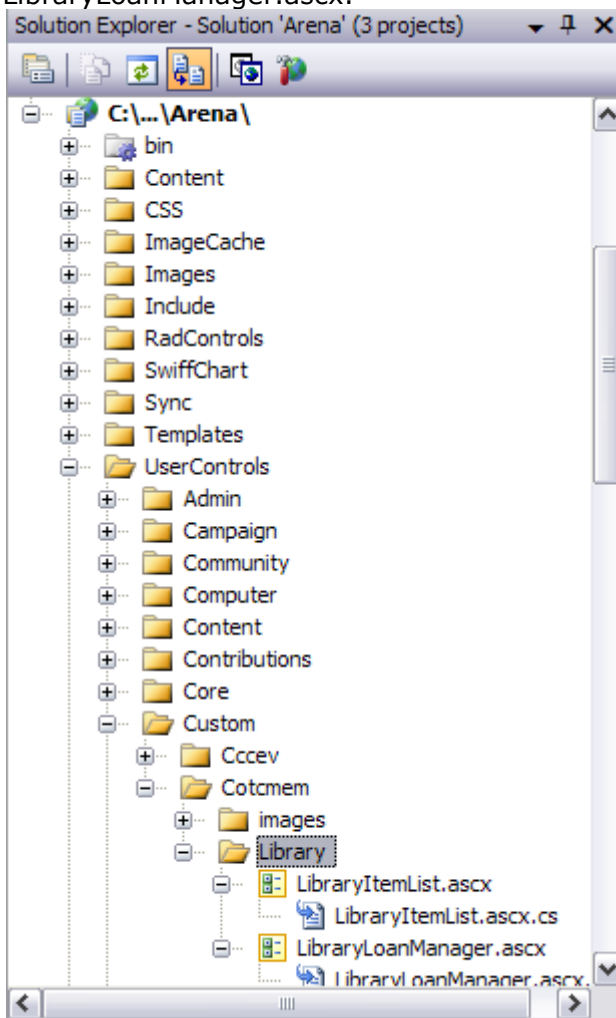 LibraryLoanManager.ascx.
Solution Explorer - Solution 'Arena' (3 projects)
C:\...\Arena\
bin
Content
CSS
ImageCache
Images
Include
RadControls
SwiffChart
Sync
Templates
UserControls
Admin
Campaign
Community
Computer
Content
Contributions
Core
Custom
Cccev
Cotcmem
images
Library
LibraryItemList.ascx
LibraryItemList.ascx.cs
LibraryLoanManager.ascx
LibraryLoanManager.ascx.